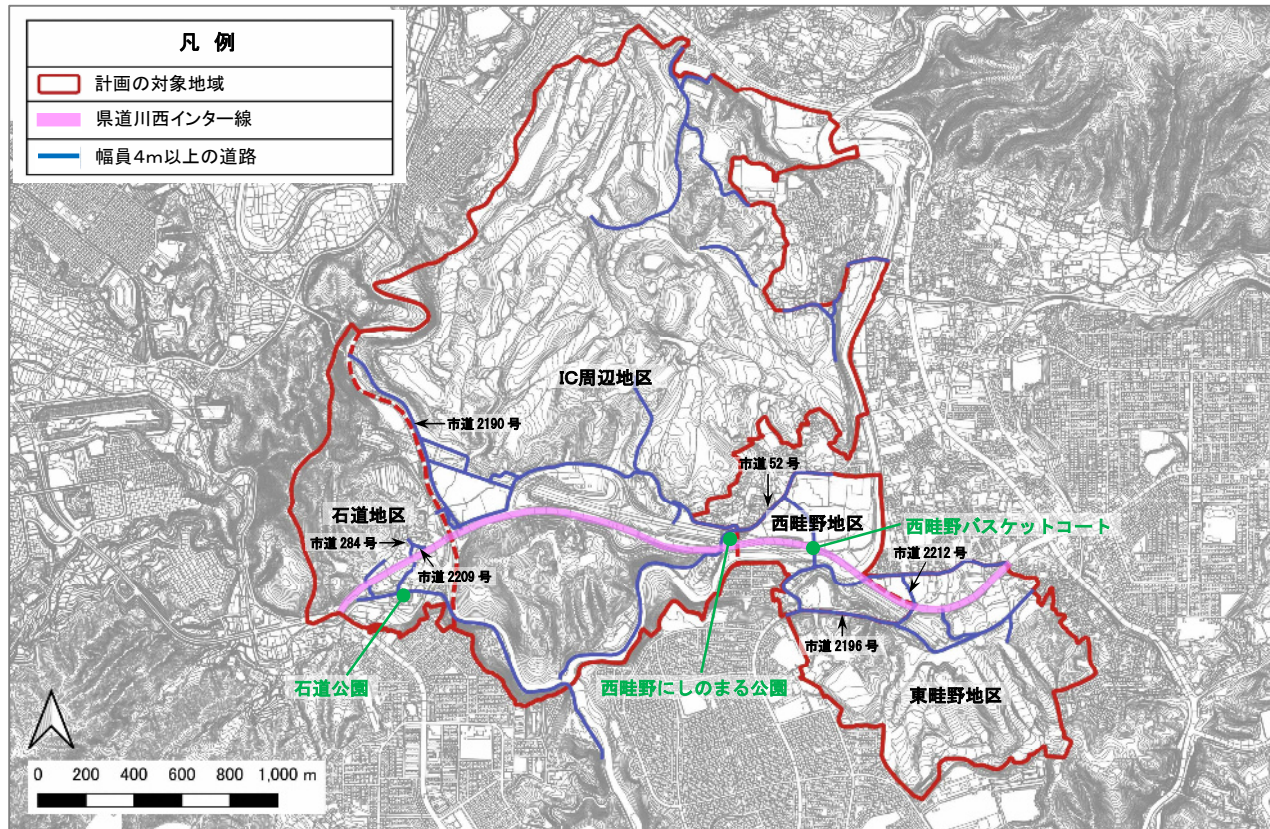 凡 例
計画の対象地域
県道川西インター線
幅員4m以上の道路
IC周辺地区
市道 2190 号
市道 52 号
石道地区
西畦野地区
西畦野バスケットコート
市道 284 号
市道 2209 号
市道 2212 号
市道 2196 号
石道公園
西畦野にしのまる公園
東畦野地区
0 200 400 600 800 1,000 m